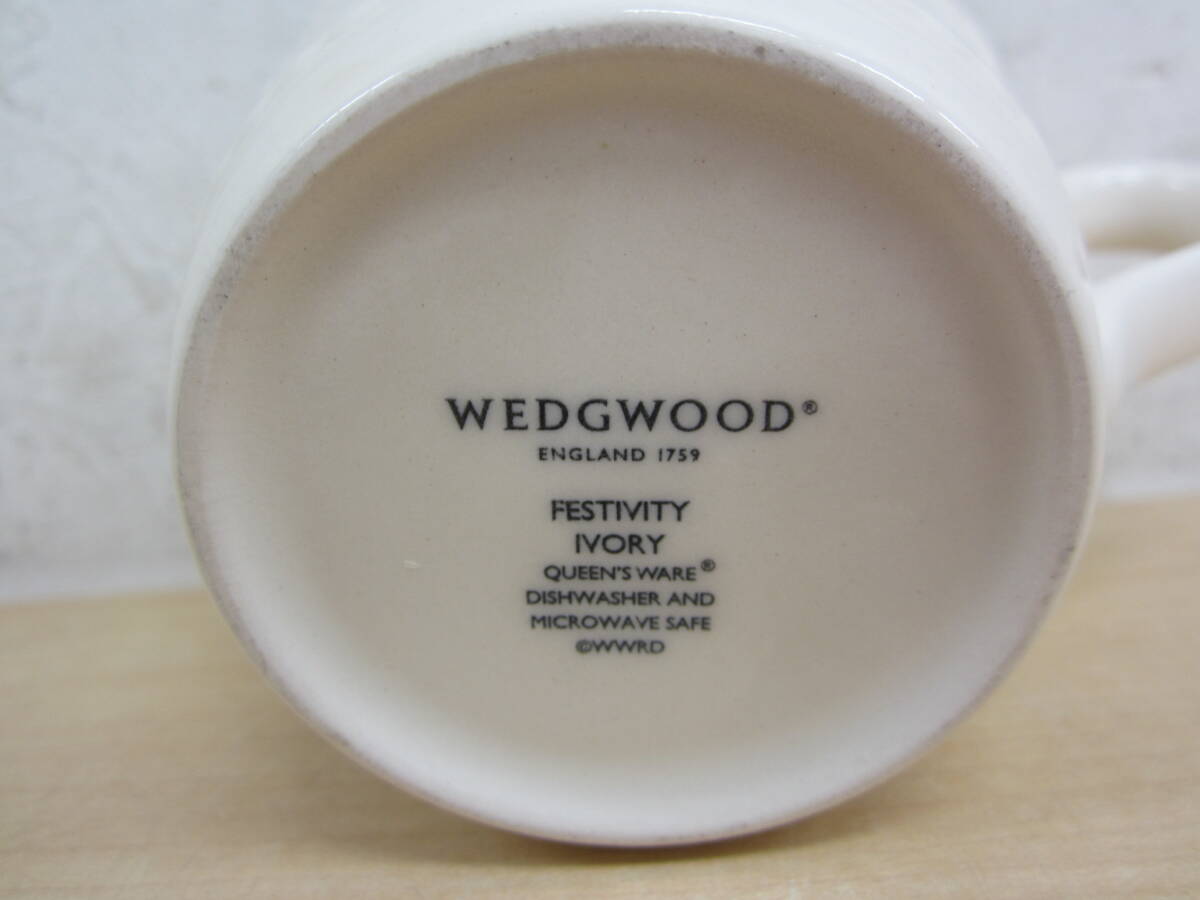 WEDGWOOD®
ENGLAND 1759
FESTIVITY
IVORY
QUEEN'S WARE®
DISHWASHER AND
MICROWAVE SAFE
©WWRD